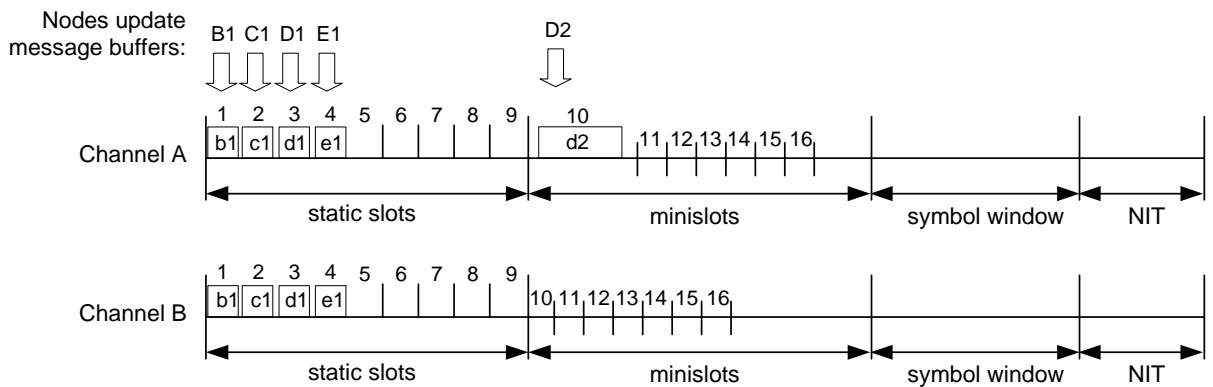 Nodes update
message buffers:
B1 C1 D1 E1 D2
1 2 3 4 5 6 7 8 9 10
Channel A b1 c1 d1 e1 d2 11 12 13 14 15 16
static slots minislots symbol window NIT
1 2 3 4 5 6 7 8 9
Channel B b1 c1 d1 e1 10 11 12 13 14 15 16
static slots minislots symbol window NIT